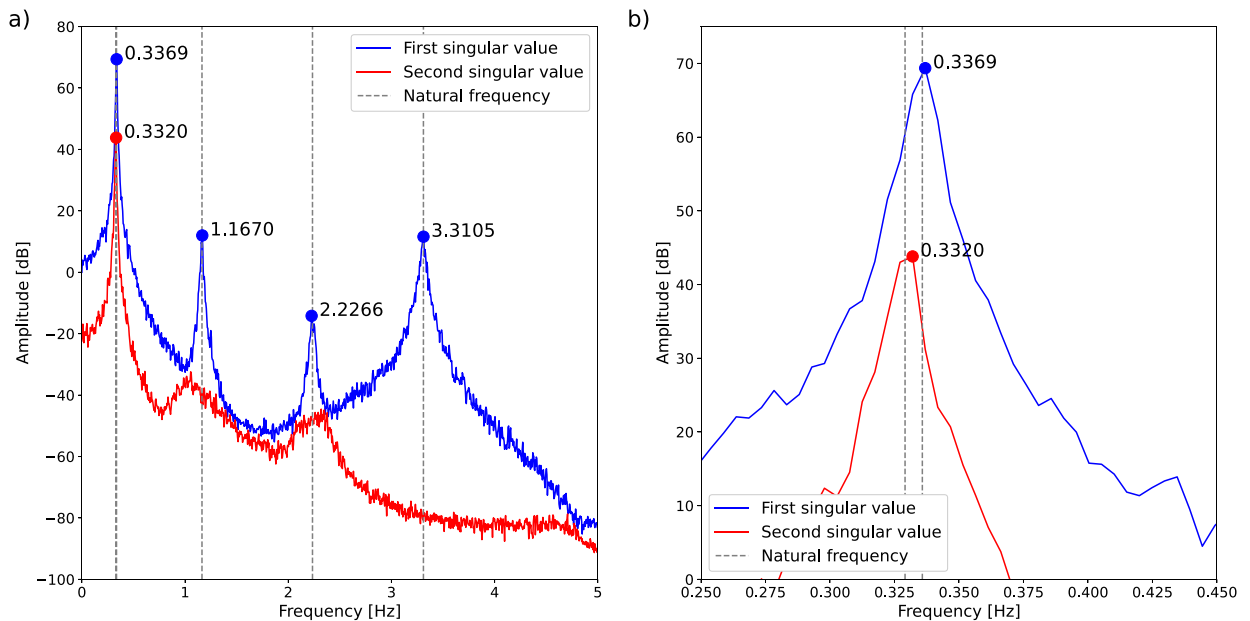 a)
80
60
40
20
0
−20
−40
−60
−80
−100
Amplitude [dB]
0.3369
0.3320
1.1670
2.2266
3.3105
First singular value
Second singular value
Natural frequency
0 1 2 3 4 5
Frequency [Hz]
b)
70
60
50
40
30
20
10
0
Amplitude [dB]
0.3369
0.3320
First singular value
Second singular value
Natural frequency
0.250 0.275 0.300 0.325 0.350 0.375 0.400 0.425 0.450
Frequency [Hz]